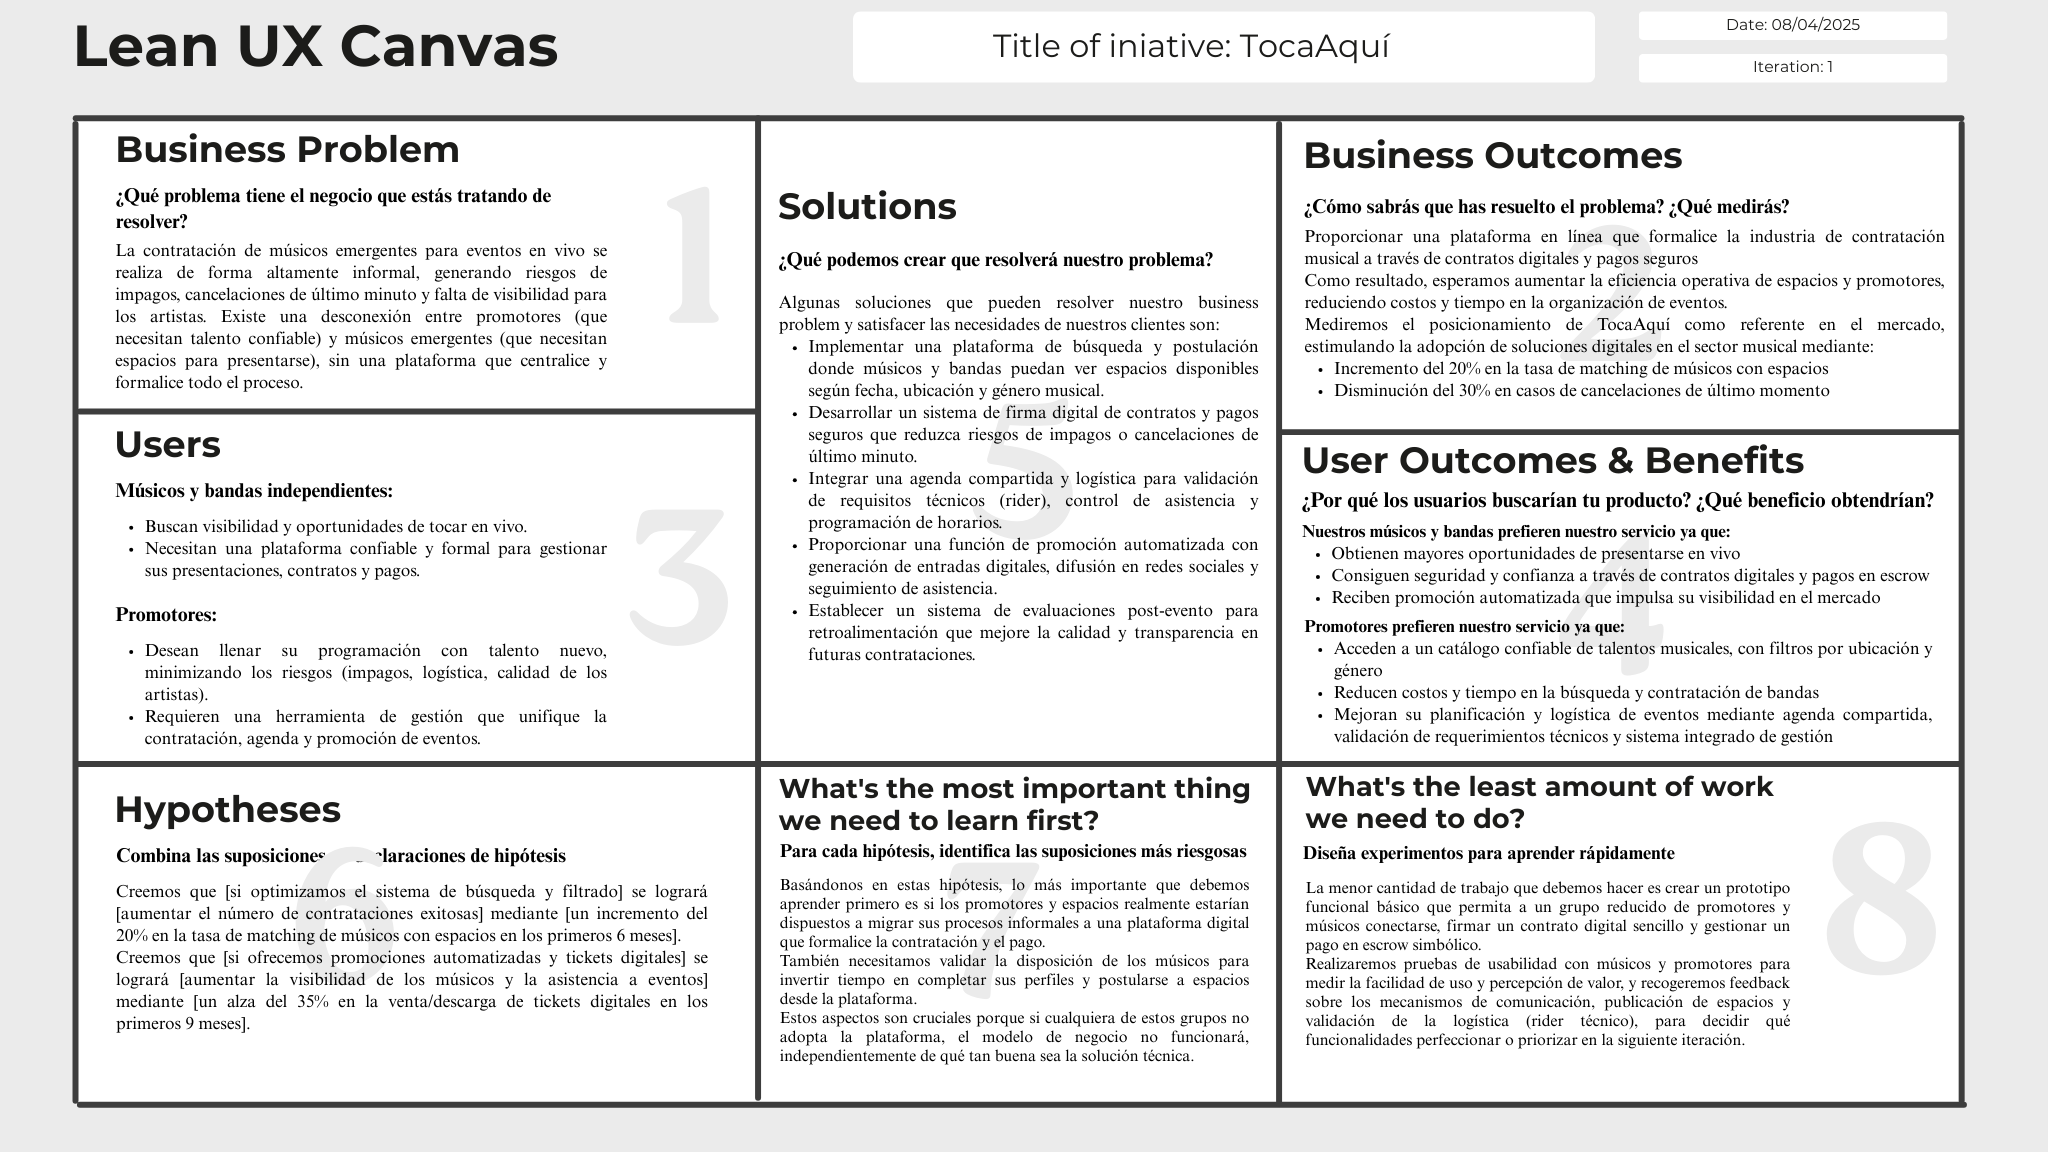 Lean UX Canvas
Title of iniative: TocaAquí
Date: 08/04/2025
Iteration: 1
Business Problem
1
¿Qué problema tiene el negocio que estás tratando de
resolver?
La contratación de músicos emergentes para eventos en vivo se
realiza de forma altamente informal, generando riesgos de
impagos, cancelaciones de último minuto y falta de visibilidad para
los artistas. Existe una desconexión entre promotores (que
necesitan talento confiable) y músicos emergentes (que necesitan
espacios para presentarse), sin una plataforma que centralice y
formalice todo el proceso.
Business Outcomes
2
¿Cómo sabrás que has resuelto el problema? ¿Qué medirás?
Proporcionar una plataforma en línea que formalice la industria de contratación
musical a través de contratos digitales y pagos seguros
Como resultado, esperamos aumentar la eficiencia operativa de espacios y promotores,
reduciendo costos y tiempo en la organización de eventos.
Mediremos el posicionamiento de TocaAquí como referente en el mercado,
estimulando la adopción de soluciones digitales en el sector musical mediante:
• Incremento del 20% en la tasa de matching de músicos con espacios
• Disminución del 30% en casos de cancelaciones de último momento
Users
3
Músicos y bandas independientes:
• Buscan visibilidad y oportunidades de tocar en vivo.
• Necesitan una plataforma confiable y formal para gestionar
sus presentaciones, contratos y pagos.
Promotores:
• Desean llenar su programación con talento nuevo,
minimizando los riesgos (impagos, logística, calidad de los
artistas).
• Requieren una herramienta de gestión que unifique la
contratación, agenda y promoción de eventos.
User Outcomes & Benefits
4
¿Por qué los usuarios buscarían tu producto? ¿Qué beneficio obtendrían?
Nuestros músicos y bandas prefieren nuestro servicio ya que:
• Obtienen mayores oportunidades de presentarse en vivo
• Consiguen seguridad y confianza a través de contratos digitales y pagos en escrow
• Reciben promoción automatizada que impulsa su visibilidad en el mercado
Promotores prefieren nuestro servicio ya que:
• Acceden a un catálogo confiable de talentos musicales, con filtros por ubicación y
género
• Reducen costos y tiempo en la búsqueda y contratación de bandas
• Mejoran su planificación y logística de eventos mediante agenda compartida,
validación de requerimientos técnicos y sistema integrado de gestión
Solutions
5
¿Qué podemos crear que resolverá nuestro problema?
Algunas soluciones que pueden resolver nuestro business
problem y satisfacer las necesidades de nuestros clientes son:
• Implementar una plataforma de búsqueda y postulación
donde músicos y bandas puedan ver espacios disponibles
según fecha, ubicación y género musical.
• Desarrollar un sistema de firma digital de contratos y pagos
seguros que reduzca riesgos de impagos o cancelaciones de
último minuto.
• Integrar una agenda compartida y logística para validación
de requisitos técnicos (rider), control de asistencia y
programación de horarios.
• Proporcionar una función de promoción automatizada con
generación de entradas digitales, difusión en redes sociales y
seguimiento de asistencia.
• Establecer un sistema de evaluaciones post-evento para
retroalimentación que mejore la calidad y transparencia en
futuras contrataciones.
Hypotheses
6
Combina las suposiciones claraciones de hipótesis
Creemos que [si optimizamos el sistema de búsqueda y filtrado] se logrará
[aumentar el número de contrataciones exitosas] mediante [un incremento del
20% en la tasa de matching de músicos con espacios en los primeros 6 meses].
Creemos que [si ofrecemos promociones automatizadas y tickets digitales] se
logrará [aumentar la visibilidad de los músicos y la asistencia a eventos]
mediante [un alza del 35% en la venta/descarga de tickets digitales en los
primeros 9 meses].
What's the most important thing
we need to learn first?
7
Para cada hipótesis, identifica las suposiciones más riesgosas
Basándonos en estas hipótesis, lo más importante que debemos
aprender primero es si los promotores y espacios realmente estarían
dispuestos a migrar sus procesos informales a una plataforma digital
que formalice la contratación y el pago.
También necesitamos validar la disposición de los músicos para
invertir tiempo en completar sus perfiles y postularse a espacios
desde la plataforma.
Estos aspectos son cruciales porque si cualquiera de estos grupos no
adopta la plataforma, el modelo de negocio no funcionará,
independientemente de qué tan buena sea la solución técnica.
What's the least amount of work
we need to do?
8
Diseña experimentos para aprender rápidamente
La menor cantidad de trabajo que debemos hacer es crear un prototipo
funcional básico que permita a un grupo reducido de promotores y
músicos conectarse, firmar un contrato digital sencillo y gestionar un
pago en escrow simbólico.
Realizaremos pruebas de usabilidad con músicos y promotores para
medir la facilidad de uso y percepción de valor, y recogeremos feedback
sobre los mecanismos de comunicación, publicación de espacios y
validación de la logística (rider técnico), para decidir qué
funcionalidades perfeccionar o priorizar en la siguiente iteración.